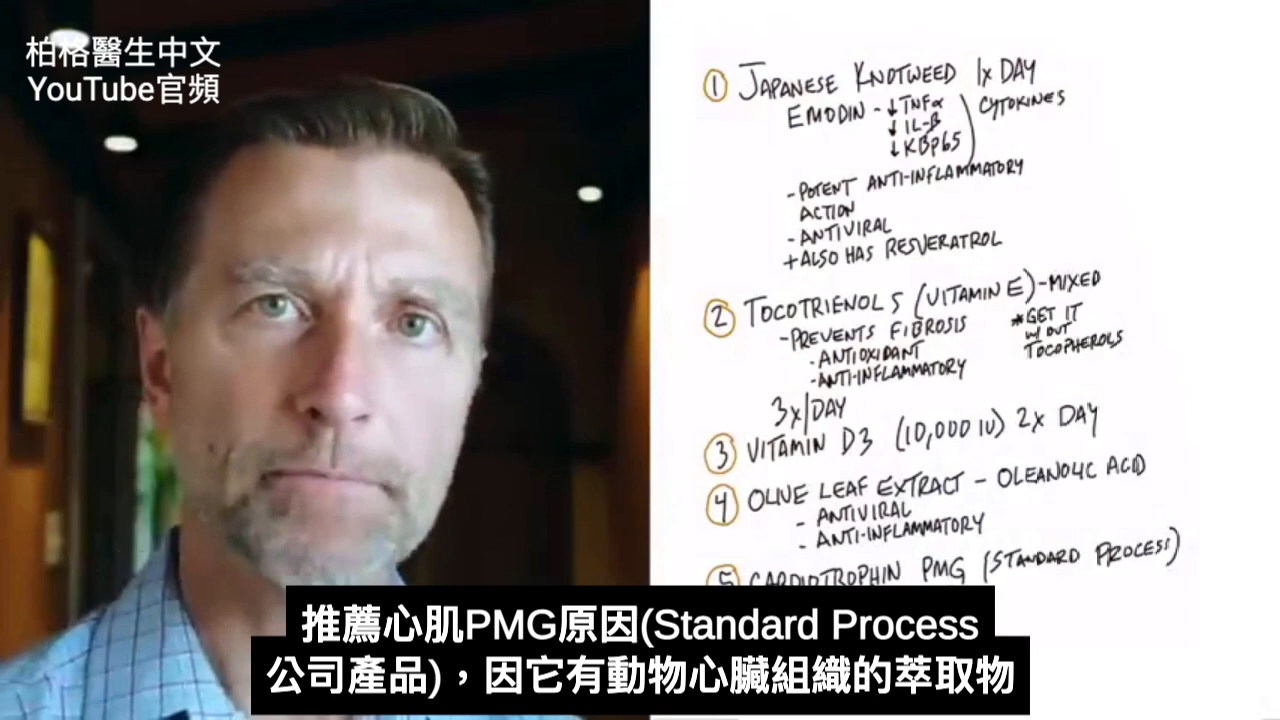 柏格醫生中文
YouTube官頻
① JAPANESE KNOTWEED 1x DAY
EMODIN - ↓TNFα
↓ IL-β
↓KBP65
CYTOKINES
- POTENT ANTI-INFLAMMATORY
ACTION
- ANTIVIRAL
+ ALSO HAS RESVERATROL
② TOCOTRIENOLS (VITAMIN E) - MIXED
- PREVENTS FIBROSIS
- ANTIOXIDANT
- ANTI-INFLAMMATORY
*GET IT
W/OUT
TOCOPHEROLS
3x/DAY
③ VITAMIN D3 (10,000 IU) 2x DAY
④ OLIVE LEAF EXTRACT - OLEANOLIC ACID
- ANTIVIRAL
- ANTI-INFLAMMATORY
⑤ CARDIOTROPHIN PMG (STANDARD PROCESS)
推薦心肌PMG原因(Standard Process
公司產品)，因它有動物心臟組織的萃取物